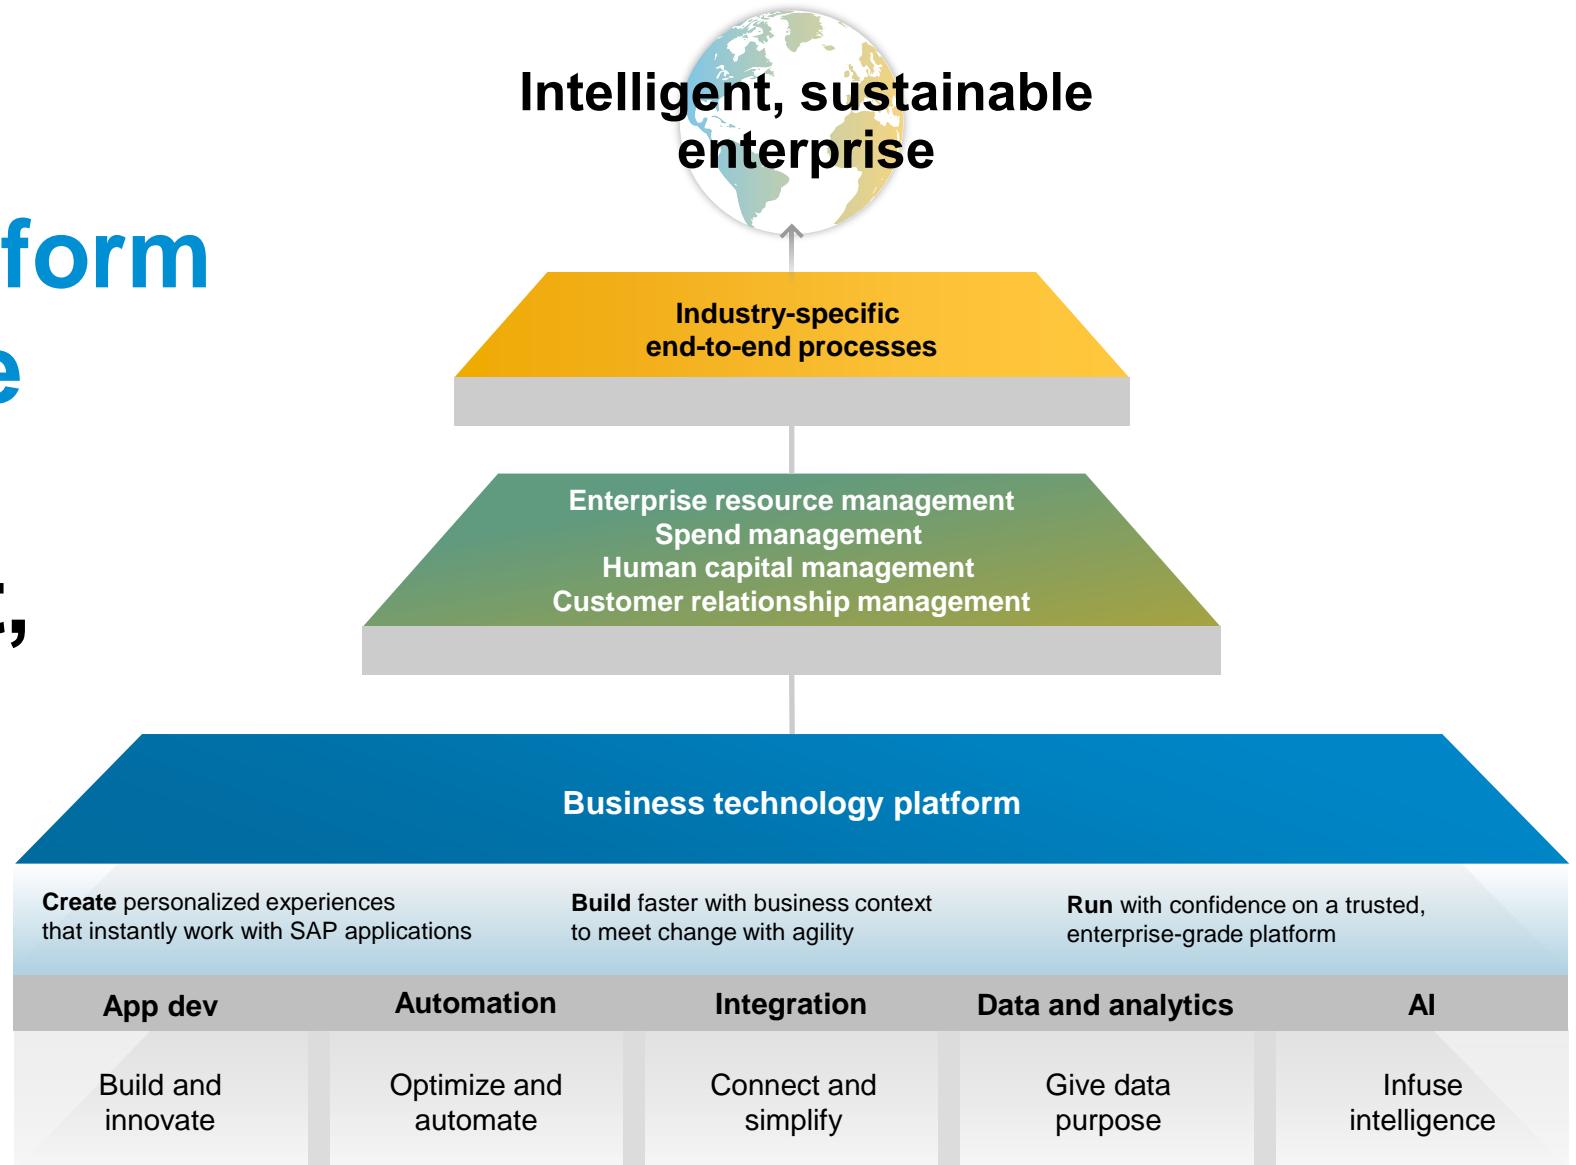 Intelligent, sustainable
enterprise
form
e
t,
Industry-specific
end-to-end processes
Enterprise resource management
Spend management
Human capital management
Customer relationship management
Business technology platform
Create personalized experiences
that instantly work with SAP applications
Build faster with business context
to meet change with agility
Run with confidence on a trusted,
enterprise-grade platform
App dev
Automation
Integration
Data and analytics
AI
Build and
innovate
Optimize and
automate
Connect and
simplify
Give data
purpose
Infuse
intelligence